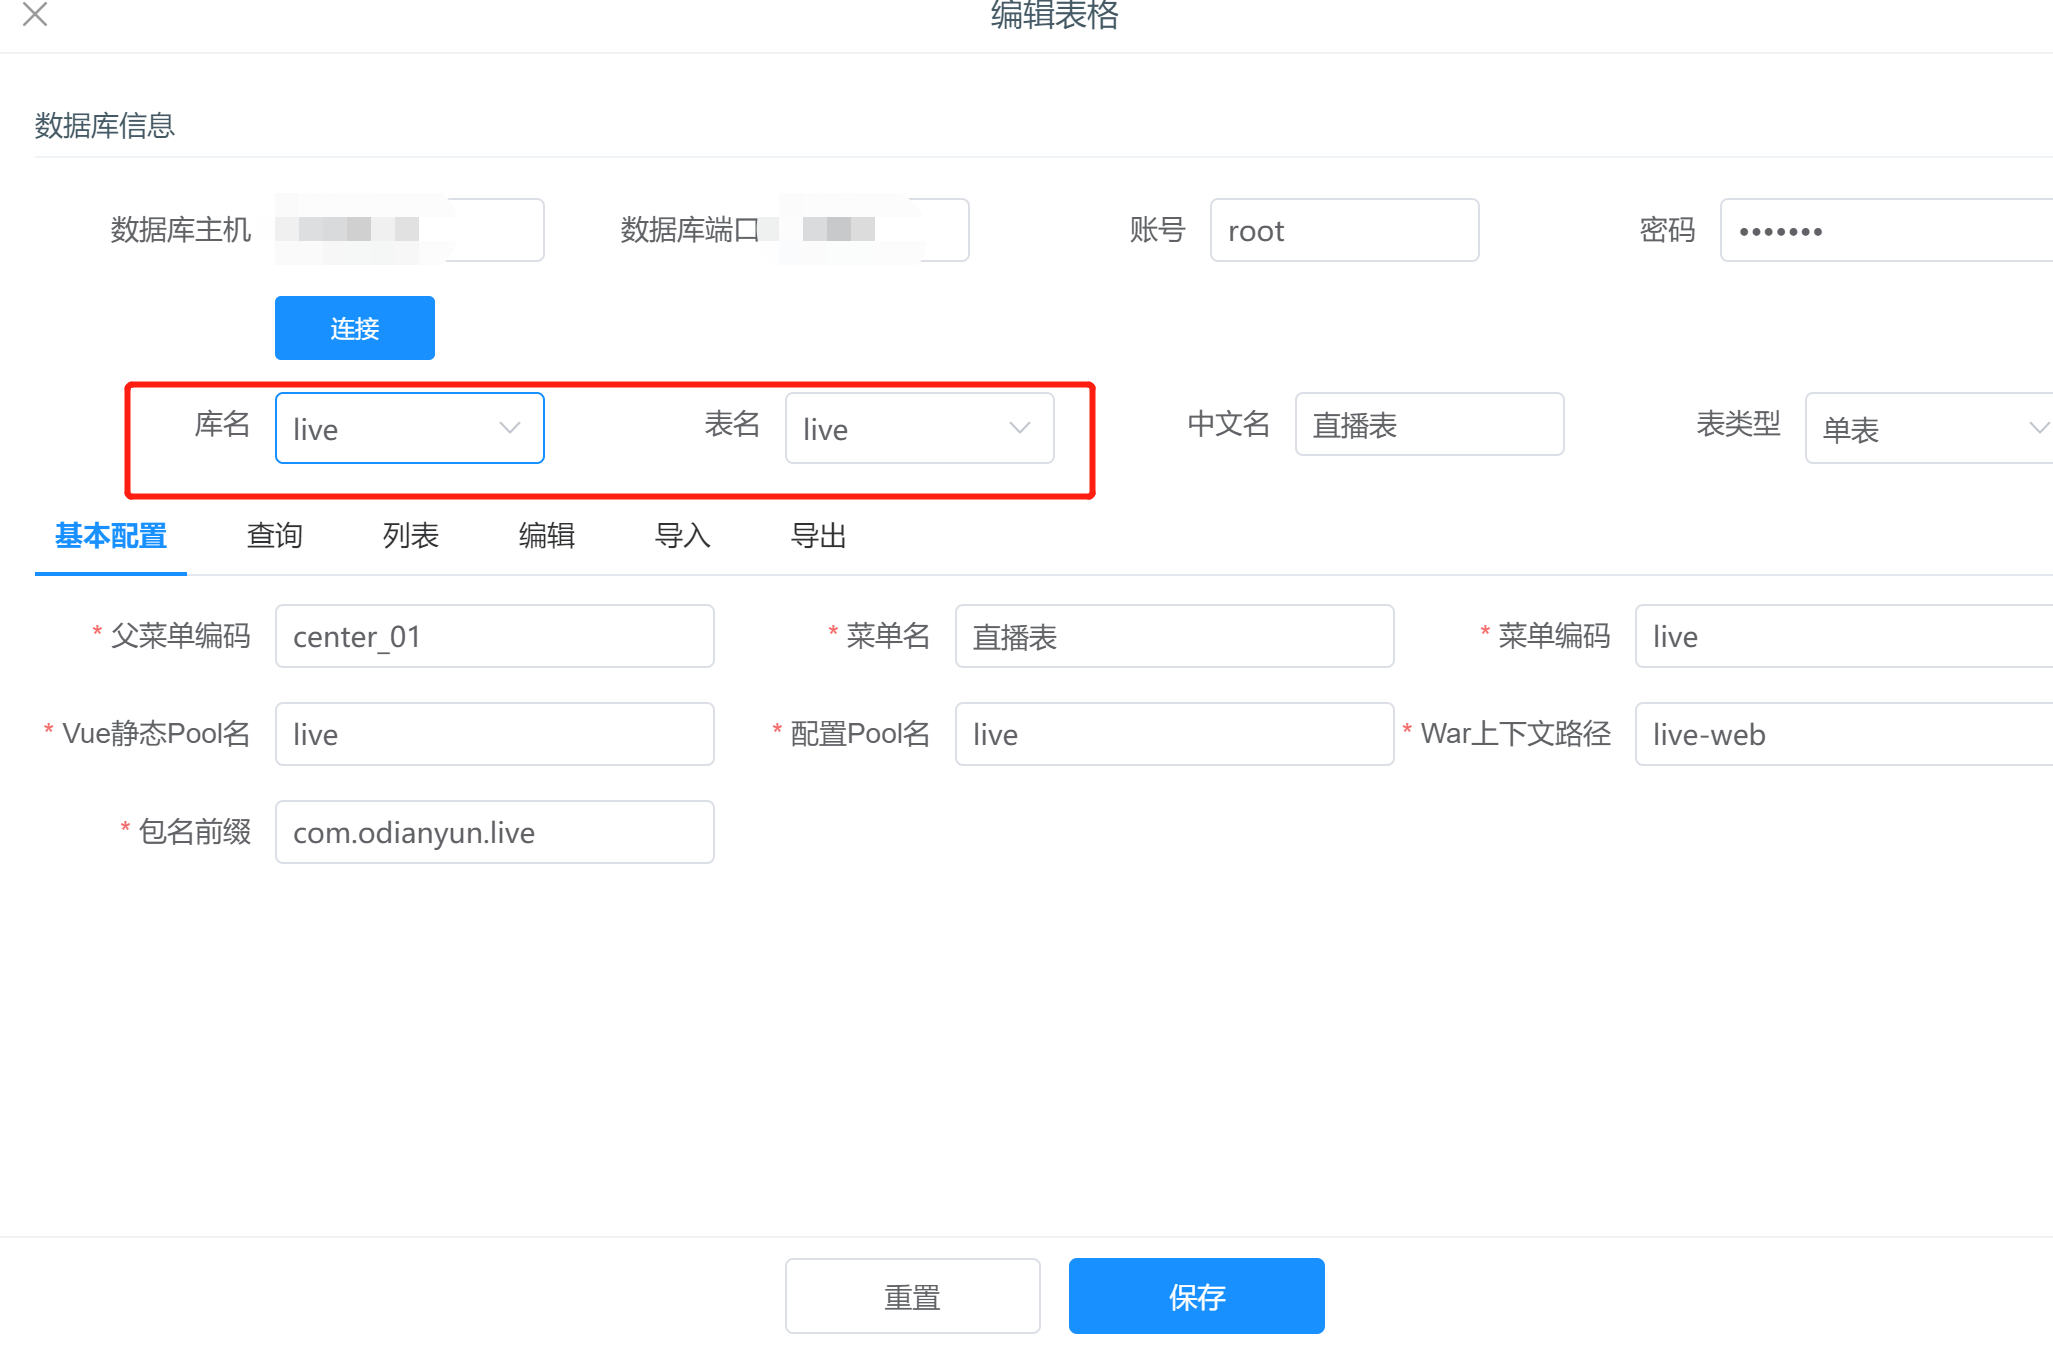 编辑表格
数据库信息
数据库主机 数据库端口 账号 root 密码 •••••••
连接
库名 live 表名 live 中文名 直播表 表类型 单表
基本配置 查询 列表 编辑 导入 导出
* 父菜单编码 center_01 * 菜单名 直播表 * 菜单编码 live
* Vue静态Pool名 live * 配置Pool名 live * War上下文路径 live-web
* 包名前缀 com.odianyun.live
重置 保存